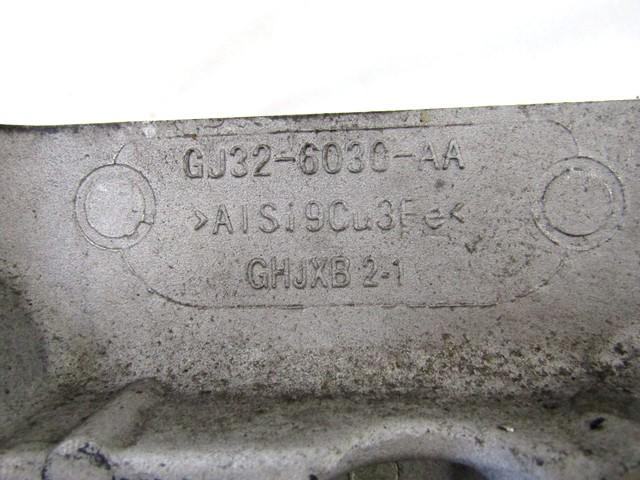 GJ32-6030-AA
>AlSi9Cu3Fe<
GHJXB 2-1